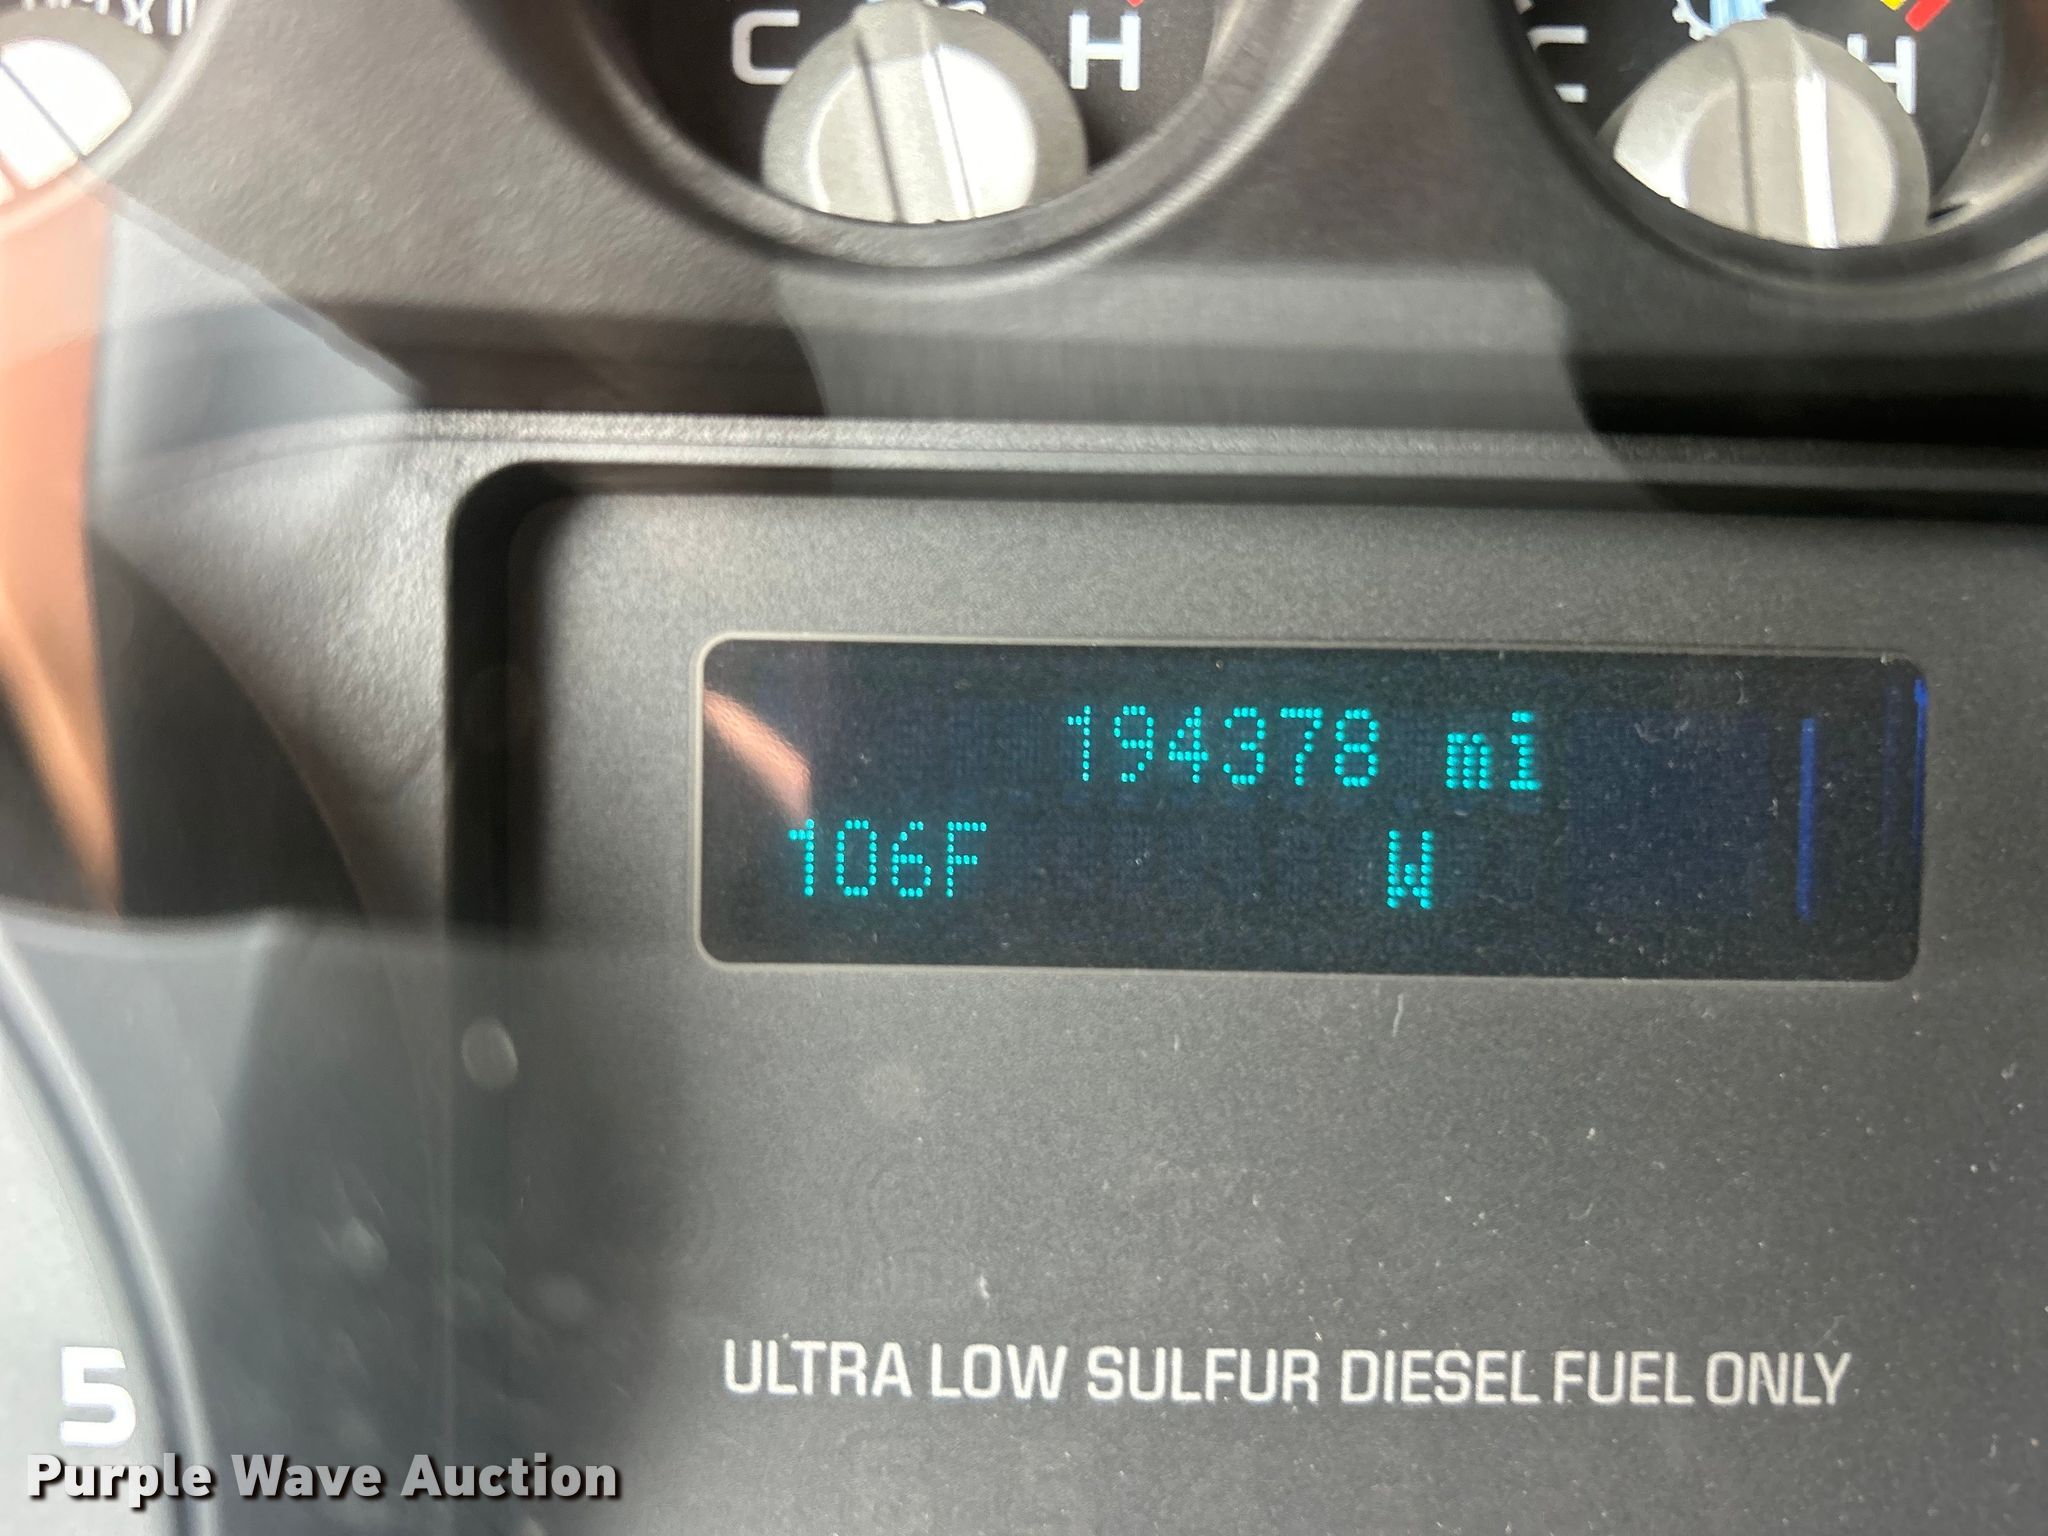 C H
C H
194378 mi
106F W
ULTRA LOW SULFUR DIESEL FUEL ONLY
5
Purple Wave Auction